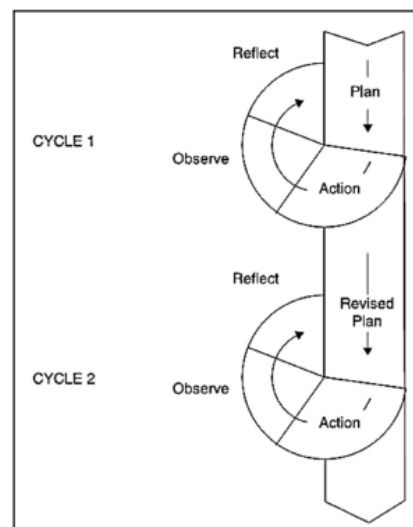 Reflect
Plan
CYCLE 1
Observe
Action
Reflect
Revised
Plan
CYCLE 2
Observe
Action